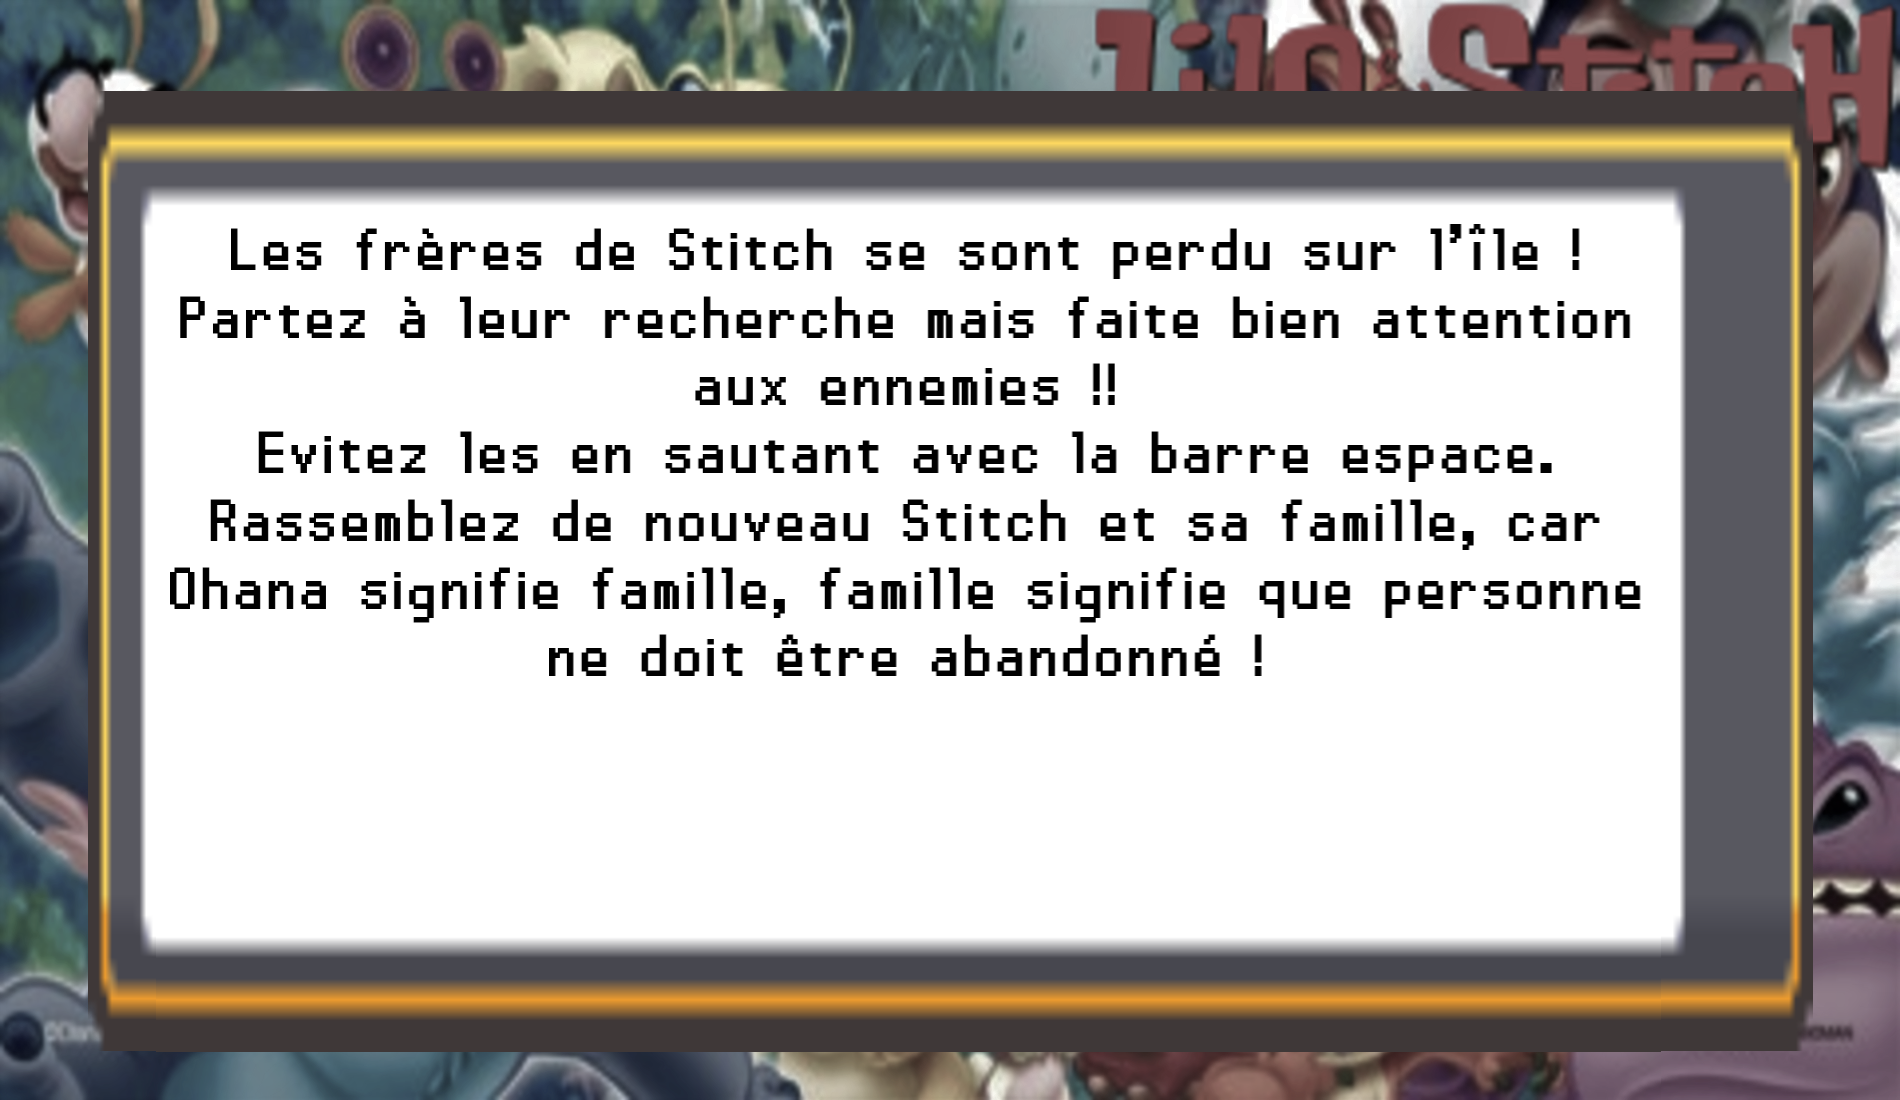 Lilo & Stitch
Les frères de Stitch se sont perdu sur l'île !
Partez à leur recherche mais faite bien attention
aux ennemies !!
Evitez les en sautant avec la barre espace.
Rassemblez de nouveau Stitch et sa famille, car
Ohana signifie famille, famille signifie que personne
ne doit être abandonné !